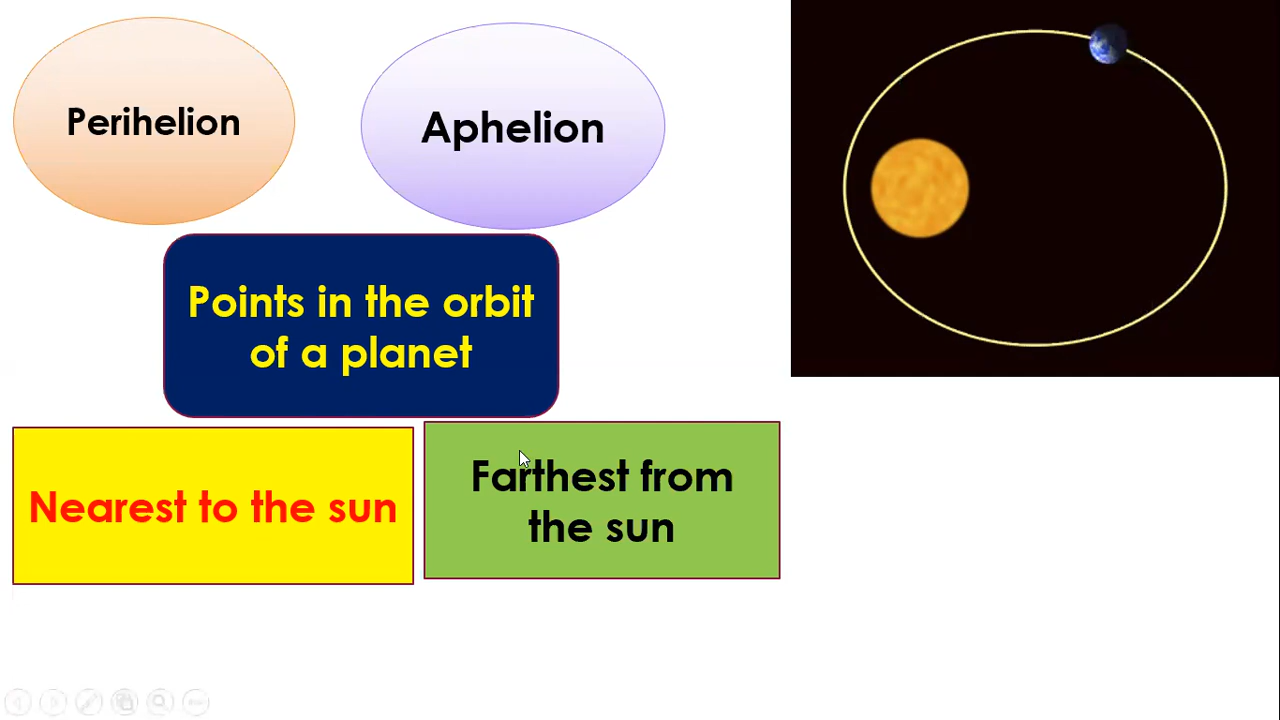 Perihelion
Aphelion
Points in the orbit
of a planet
Nearest to the sun
Farthest from
the sun